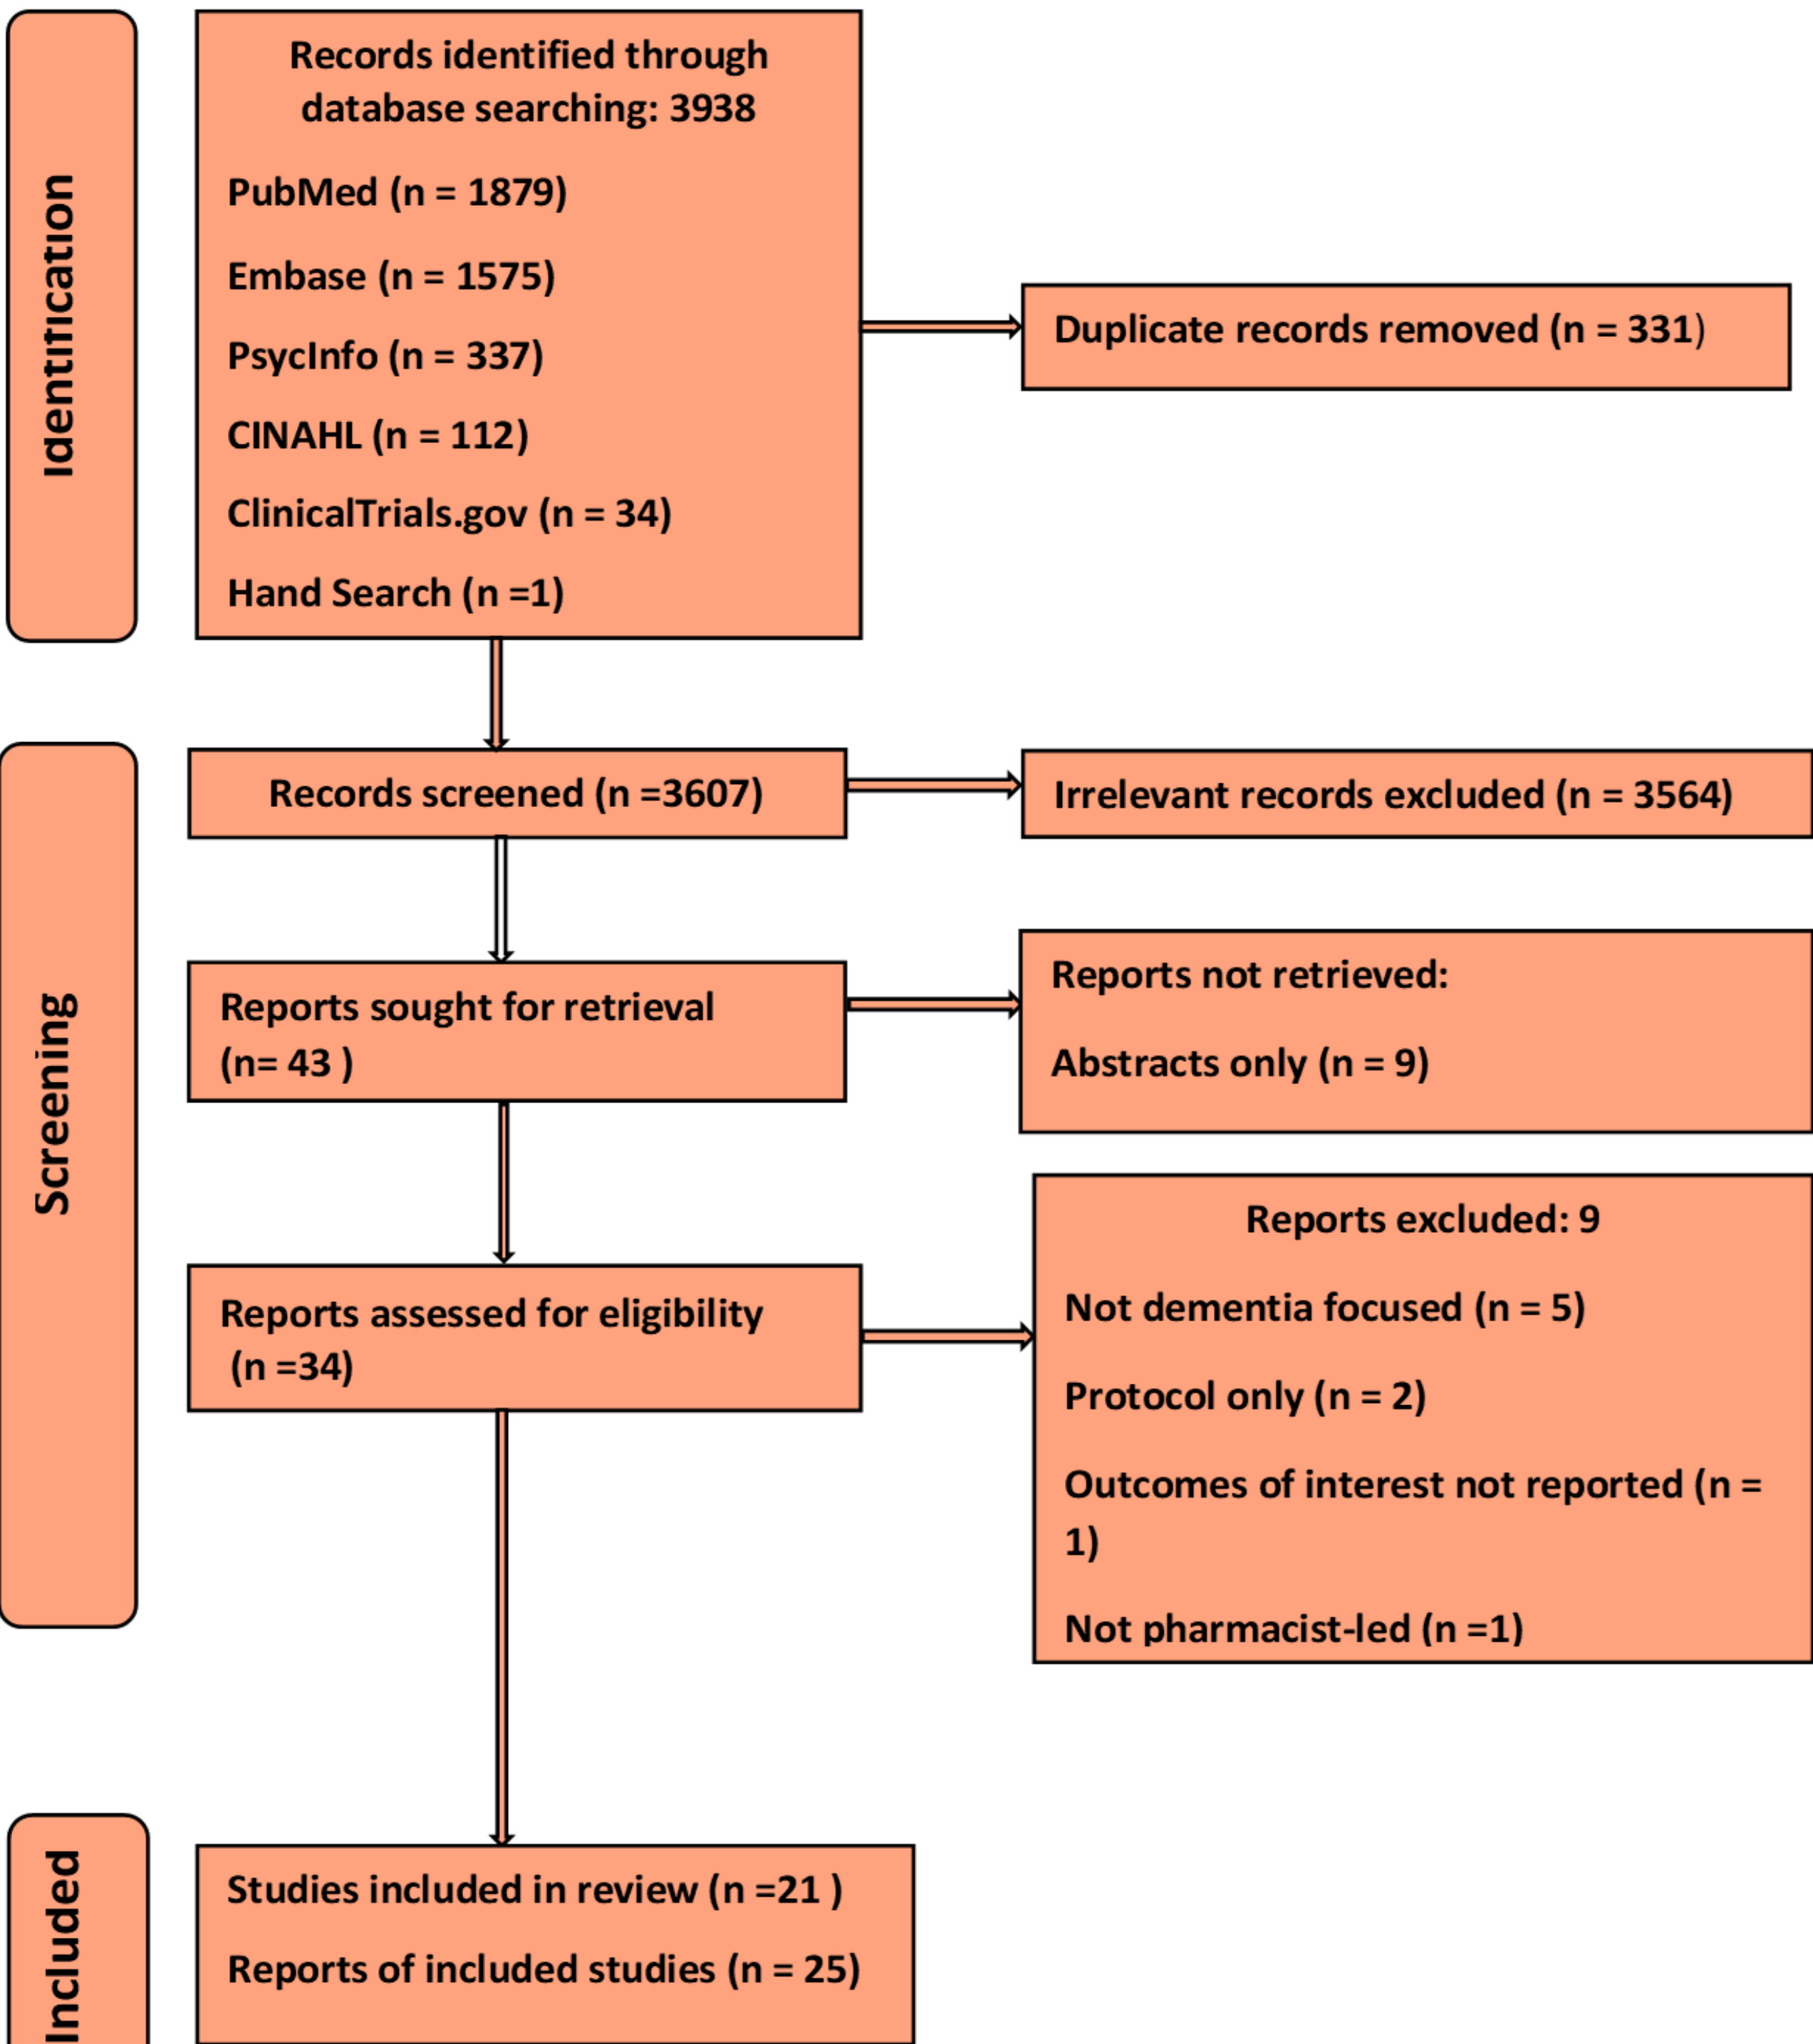 Identification
Records identified through
database searching: 3938
PubMed (n = 1879)
Embase (n = 1575)
PsycInfo (n = 337)
CINAHL (n = 112)
ClinicalTrials.gov (n = 34)
Hand Search (n =1)
Duplicate records removed (n = 331)
Screening
Records screened (n =3607)
Irrelevant records excluded (n = 3564)
Reports sought for retrieval
(n= 43 )
Reports not retrieved:
Abstracts only (n = 9)
Reports assessed for eligibility
(n =34)
Reports excluded: 9
Not dementia focused (n = 5)
Protocol only (n = 2)
Outcomes of interest not reported (n =
1)
Not pharmacist-led (n =1)
Included
Studies included in review (n =21 )
Reports of included studies (n = 25)